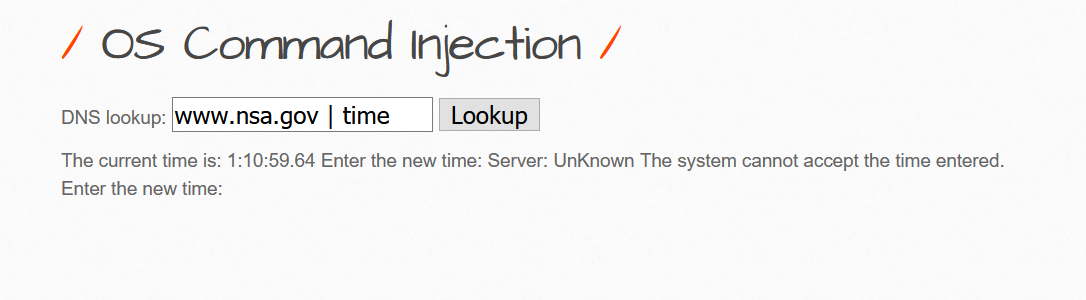 / OS Command Injection /
DNS lookup: www.nsa.gov | time Lookup
The current time is: 1:10:59.64 Enter the new time: Server: UnKnown The system cannot accept the time entered.
Enter the new time: